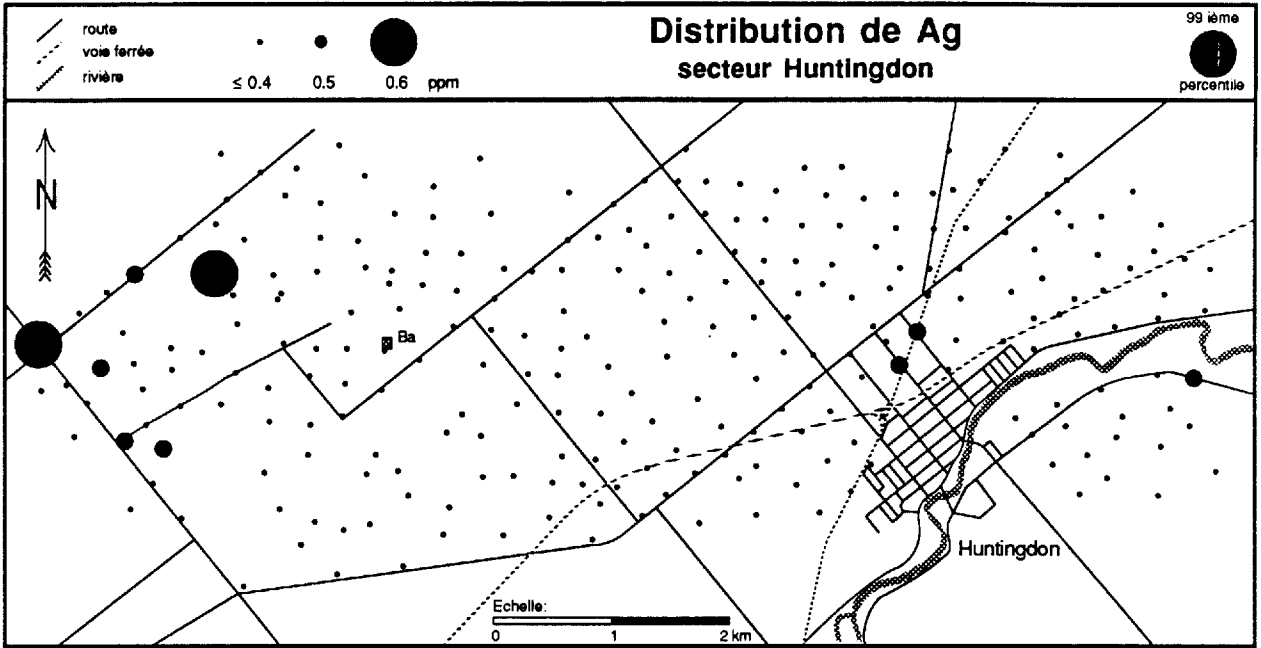 route
voie ferrée
rivière
≤ 0.4 0.5 0.6 ppm
Distribution de Ag
secteur Huntingdon
99 ième
percentile
N
Ba
Huntingdon
Echelle:
0 1 2 km